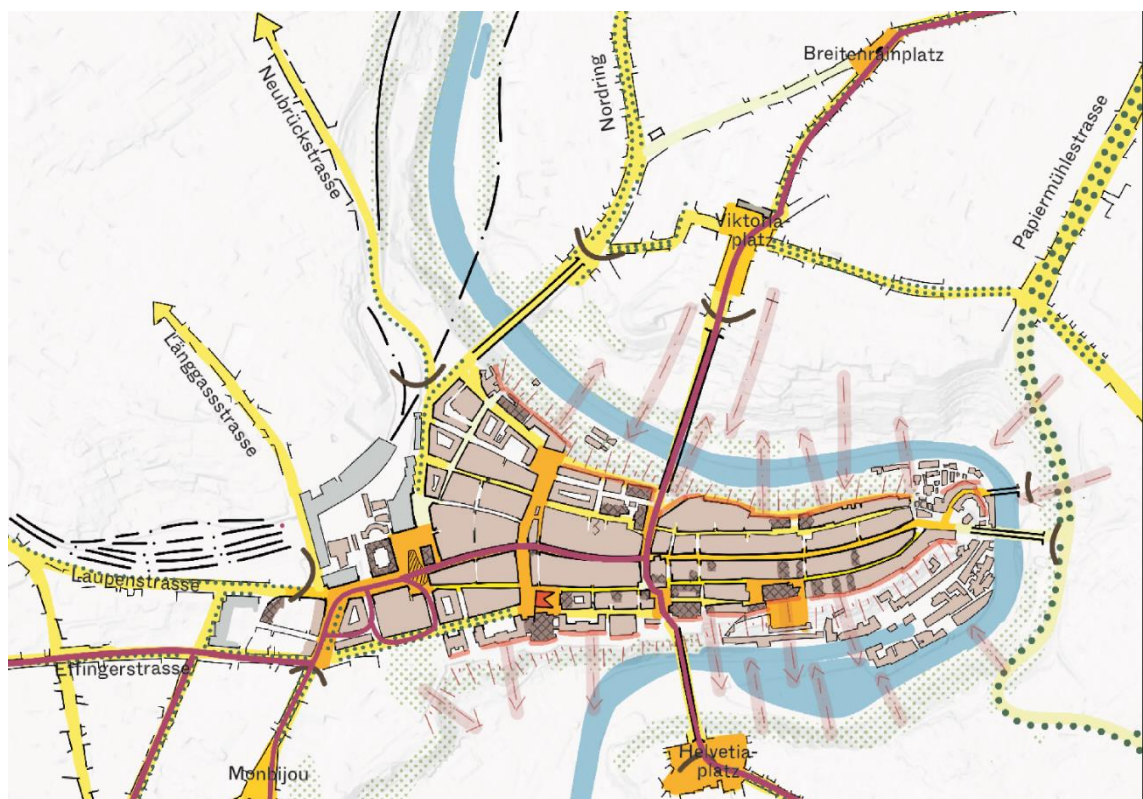 Breitenrainplatz
Neubrückstrasse
Nordring
Papiermühlestrasse
Viktoria-
platz
Länggassstrasse
Laupenstrasse
Effingerstrasse
Monbijou
Helvetia-
platz